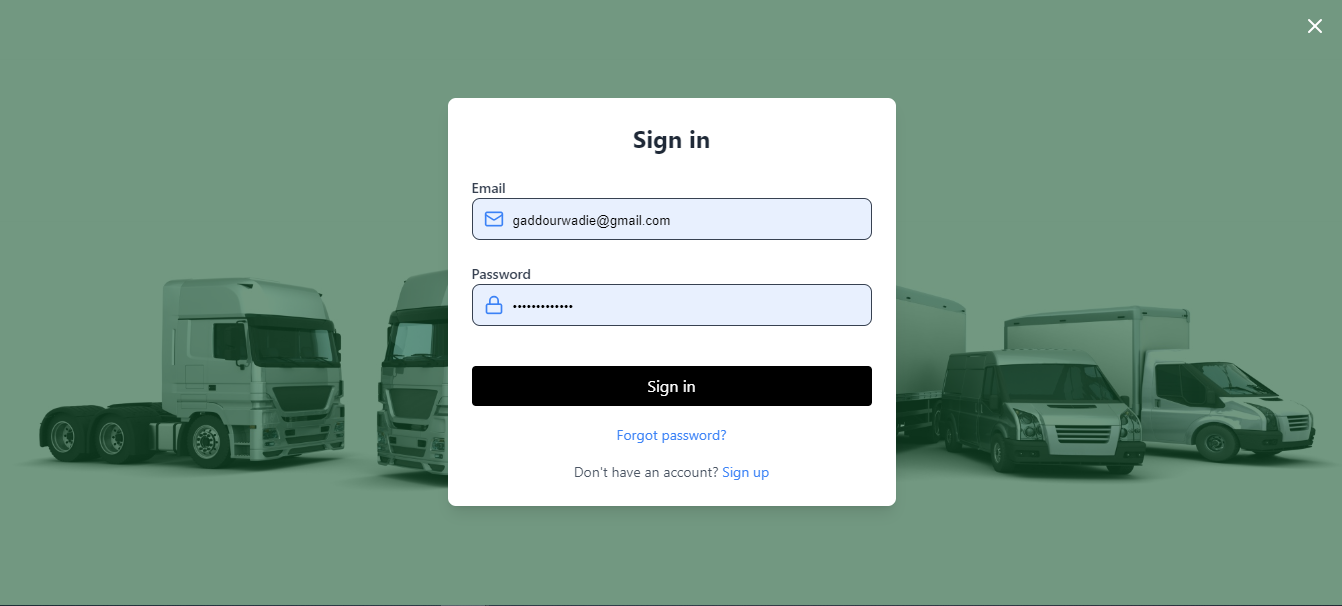 Sign in
Email
gaddourwadie@gmail.com
Password
•••••••••••••
Sign in
Forgot password?
Don't have an account? Sign up